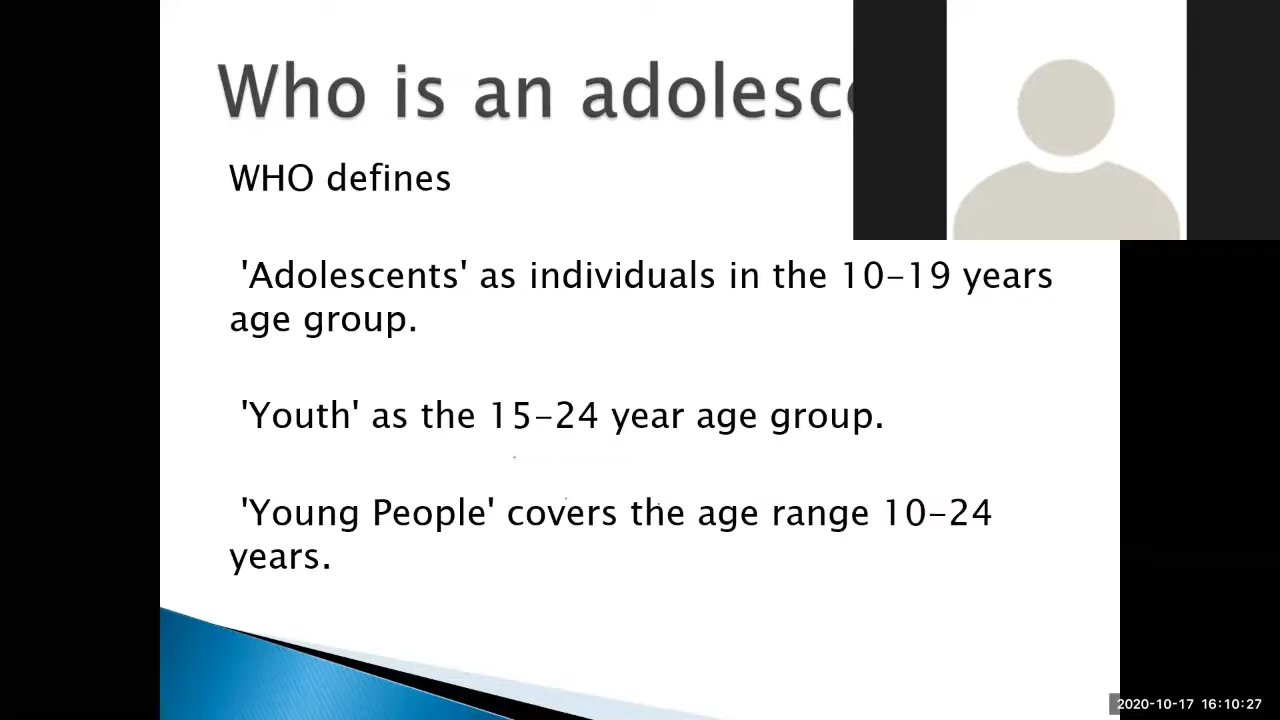 Who is an adolesc
WHO defines
'Adolescents' as individuals in the 10-19 years
age group.
'Youth' as the 15-24 year age group.
'Young People' covers the age range 10-24
years.
2020-10-17 16:10:27